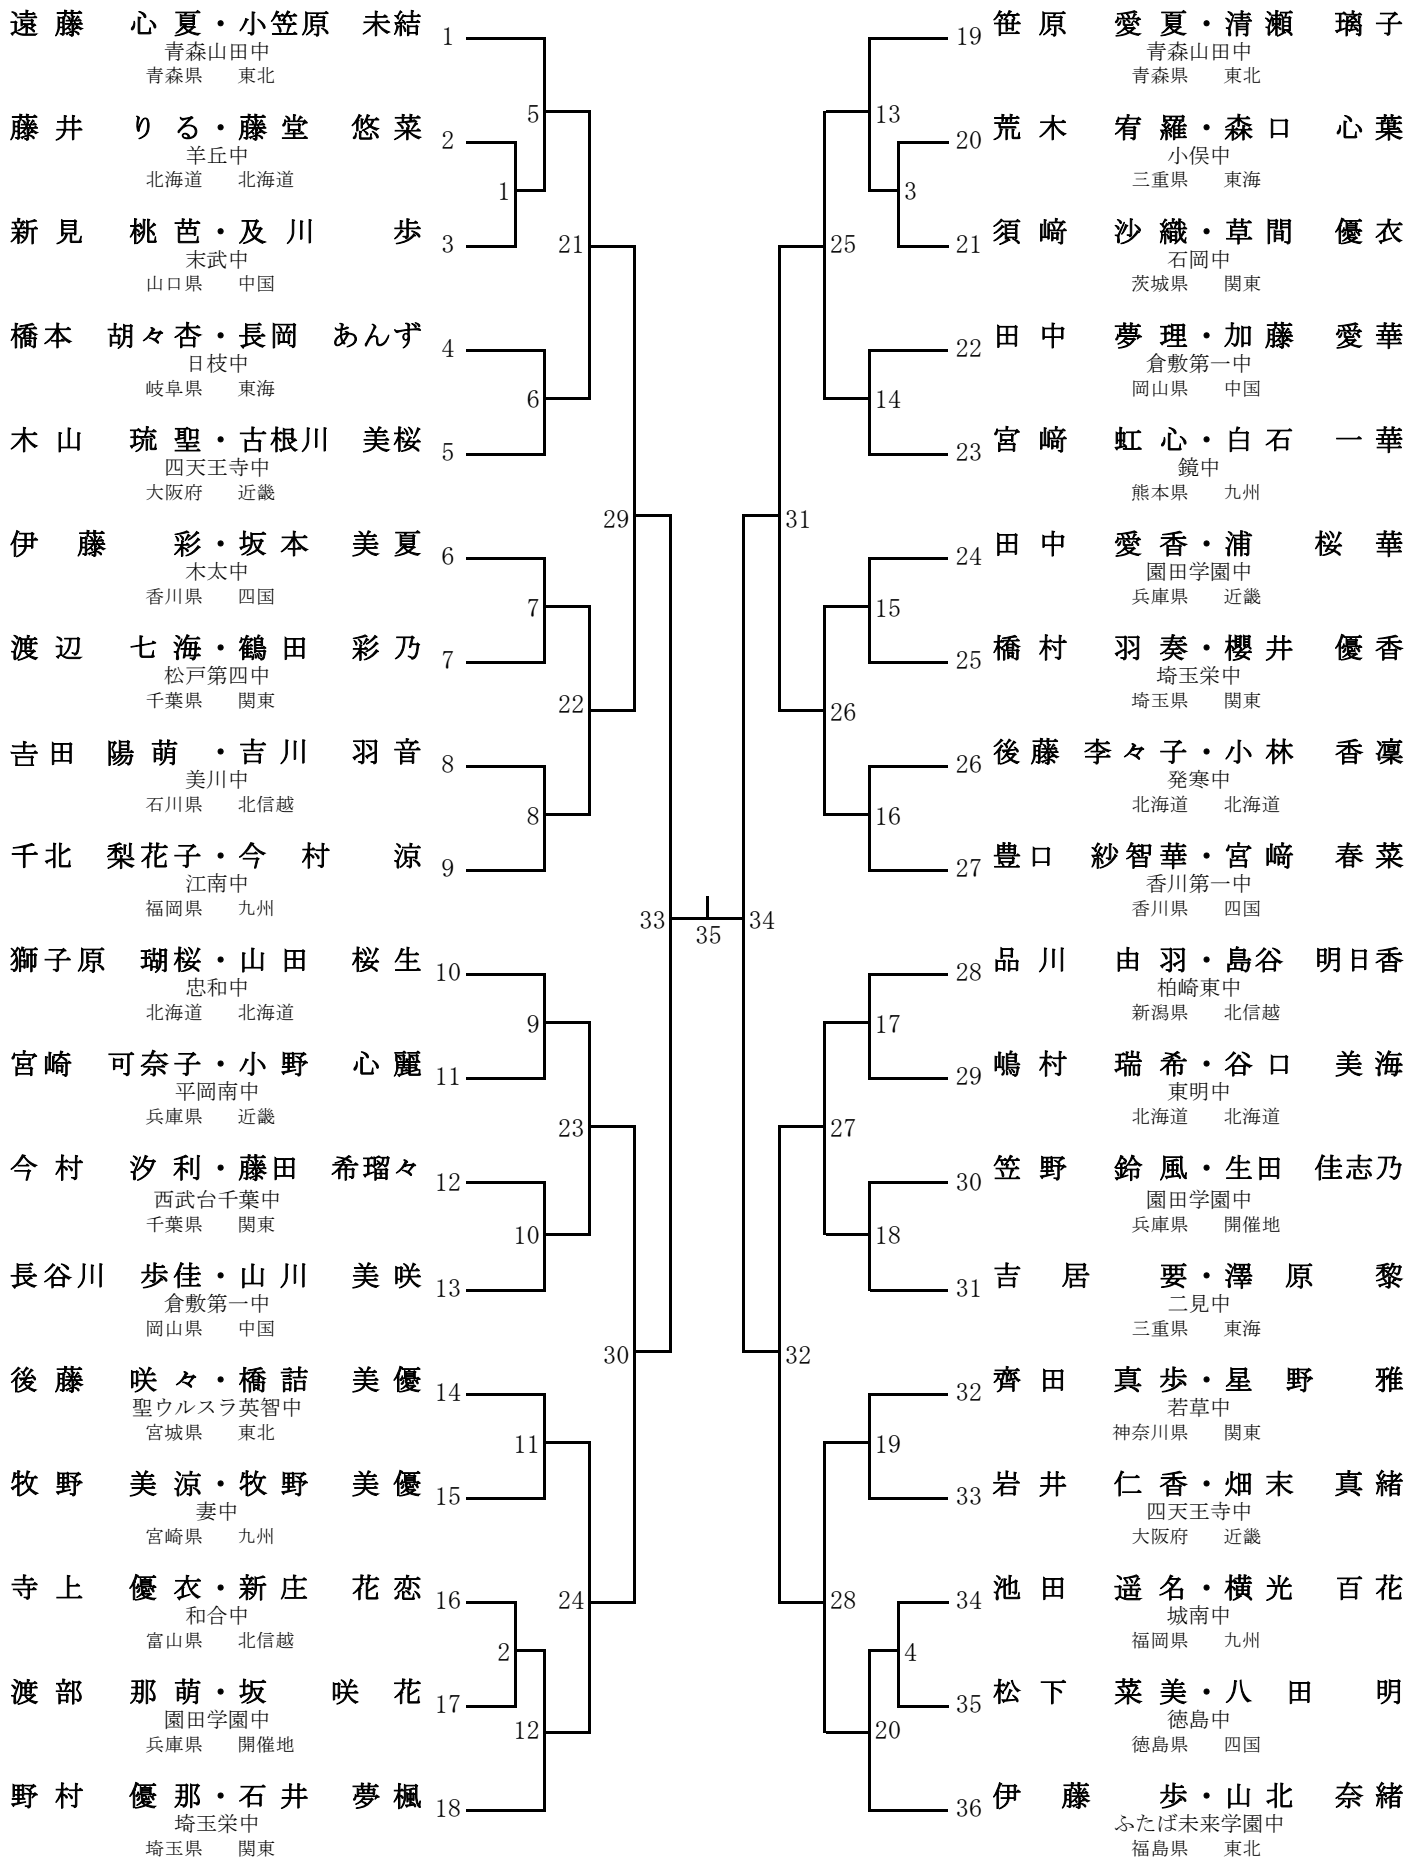 遠藤 心夏・小笠原 未結 1
青森山田中
青森県 東北
5
藤井 りる・藤堂 悠菜 2
羊丘中
北海道 北海道
1
新見 桃芭・及川 歩 3
末武中
山口県 中国
21
橋本 胡々杏・長岡 あんず 4
日枝中
岐阜県 東海
6
木山 琉聖・古根川 美桜 5
四天王寺中
大阪府 近畿
29
伊藤 彩・坂本 美夏 6
木太中
香川県 四国
7
渡辺 七海・鶴田 彩乃 7
松戸第四中
千葉県 関東
22
𠮷田 陽萌・吉川 羽音 8
美川中
石川県 北信越
8
千北 梨花子・今村 涼 9
江南中
福岡県 九州
33
獅子原 瑚桜・山田 桜生 10
忠和中
北海道 北海道
9
宮崎 可奈子・小野 心麗 11
平岡南中
兵庫県 近畿
23
今村 汐利・藤田 希瑠々 12
西武台千葉中
千葉県 関東
10
長谷川 歩佳・山川 美咲 13
倉敷第一中
岡山県 中国
30
後藤 咲々・橋詰 美優 14
聖ウルスラ英智中
宮城県 東北
11
牧野 美涼・牧野 美優 15
妻中
宮崎県 九州
寺上 優衣・新庄 花恋 16
和合中
富山県 北信越
24
2
渡部 那萌・坂 咲花 17
園田学園中
兵庫県 開催地
12
野村 優那・石井 夢楓 18
埼玉栄中
埼玉県 関東
35
19 笹原 愛夏・清瀬 璃子
青森山田中
青森県 東北
13
20 荒木 宥羅・森口 心葉
小俣中
三重県 東海
3
21 須﨑 沙織・草間 優衣
石岡中
茨城県 関東
25
22 田中 夢理・加藤 愛華
倉敷第一中
岡山県 中国
14
23 宮﨑 虹心・白石 一華
鏡中
熊本県 九州
31
24 田中 愛香・浦 桜華
園田学園中
兵庫県 近畿
15
25 橋村 羽奏・櫻井 優香
埼玉栄中
埼玉県 関東
26
26 後藤 李々子・小林 香凜
発寒中
北海道 北海道
16
27 豊口 紗智華・宮﨑 春菜
香川第一中
香川県 四国
34
28 品川 由羽・島谷 明日香
柏崎東中
新潟県 北信越
17
29 嶋村 瑞希・谷口 美海
東明中
北海道 北海道
27
30 笠野 鈴風・生田 佳志乃
園田学園中
兵庫県 開催地
18
31 吉居 要・澤原 黎
二見中
三重県 東海
32
32 齊田 真歩・星野 雅
若草中
神奈川県 関東
19
33 岩井 仁香・畑末 真緒
四天王寺中
大阪府 近畿
28
34 池田 遥名・横光 百花
城南中
福岡県 九州
4
35 松下 菜美・八田 明
徳島中
徳島県 四国
20
36 伊藤 歩・山北 奈緒
ふたば未来学園中
福島県 東北